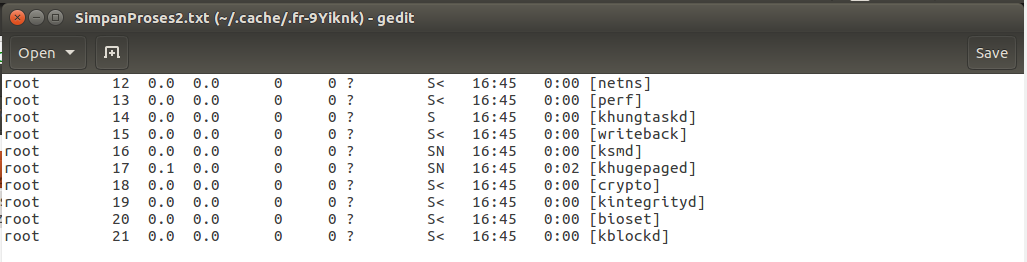 SimpanProses2.txt (~/.cache/.fr-9Yiknk) - gedit
Open Save
root 12 0.0 0.0 0 0 ? S< 16:45 0:00 [netns]
root 13 0.0 0.0 0 0 ? S< 16:45 0:00 [perf]
root 14 0.0 0.0 0 0 ? S 16:45 0:00 [khungtaskd]
root 15 0.0 0.0 0 0 ? S< 16:45 0:00 [writeback]
root 16 0.0 0.0 0 0 ? SN 16:45 0:00 [ksmd]
root 17 0.1 0.0 0 0 ? SN 16:45 0:02 [khugepaged]
root 18 0.0 0.0 0 0 ? S< 16:45 0:00 [crypto]
root 19 0.0 0.0 0 0 ? S< 16:45 0:00 [kintegrityd]
root 20 0.0 0.0 0 0 ? S< 16:45 0:00 [bioset]
root 21 0.0 0.0 0 0 ? S< 16:45 0:00 [kblockd]